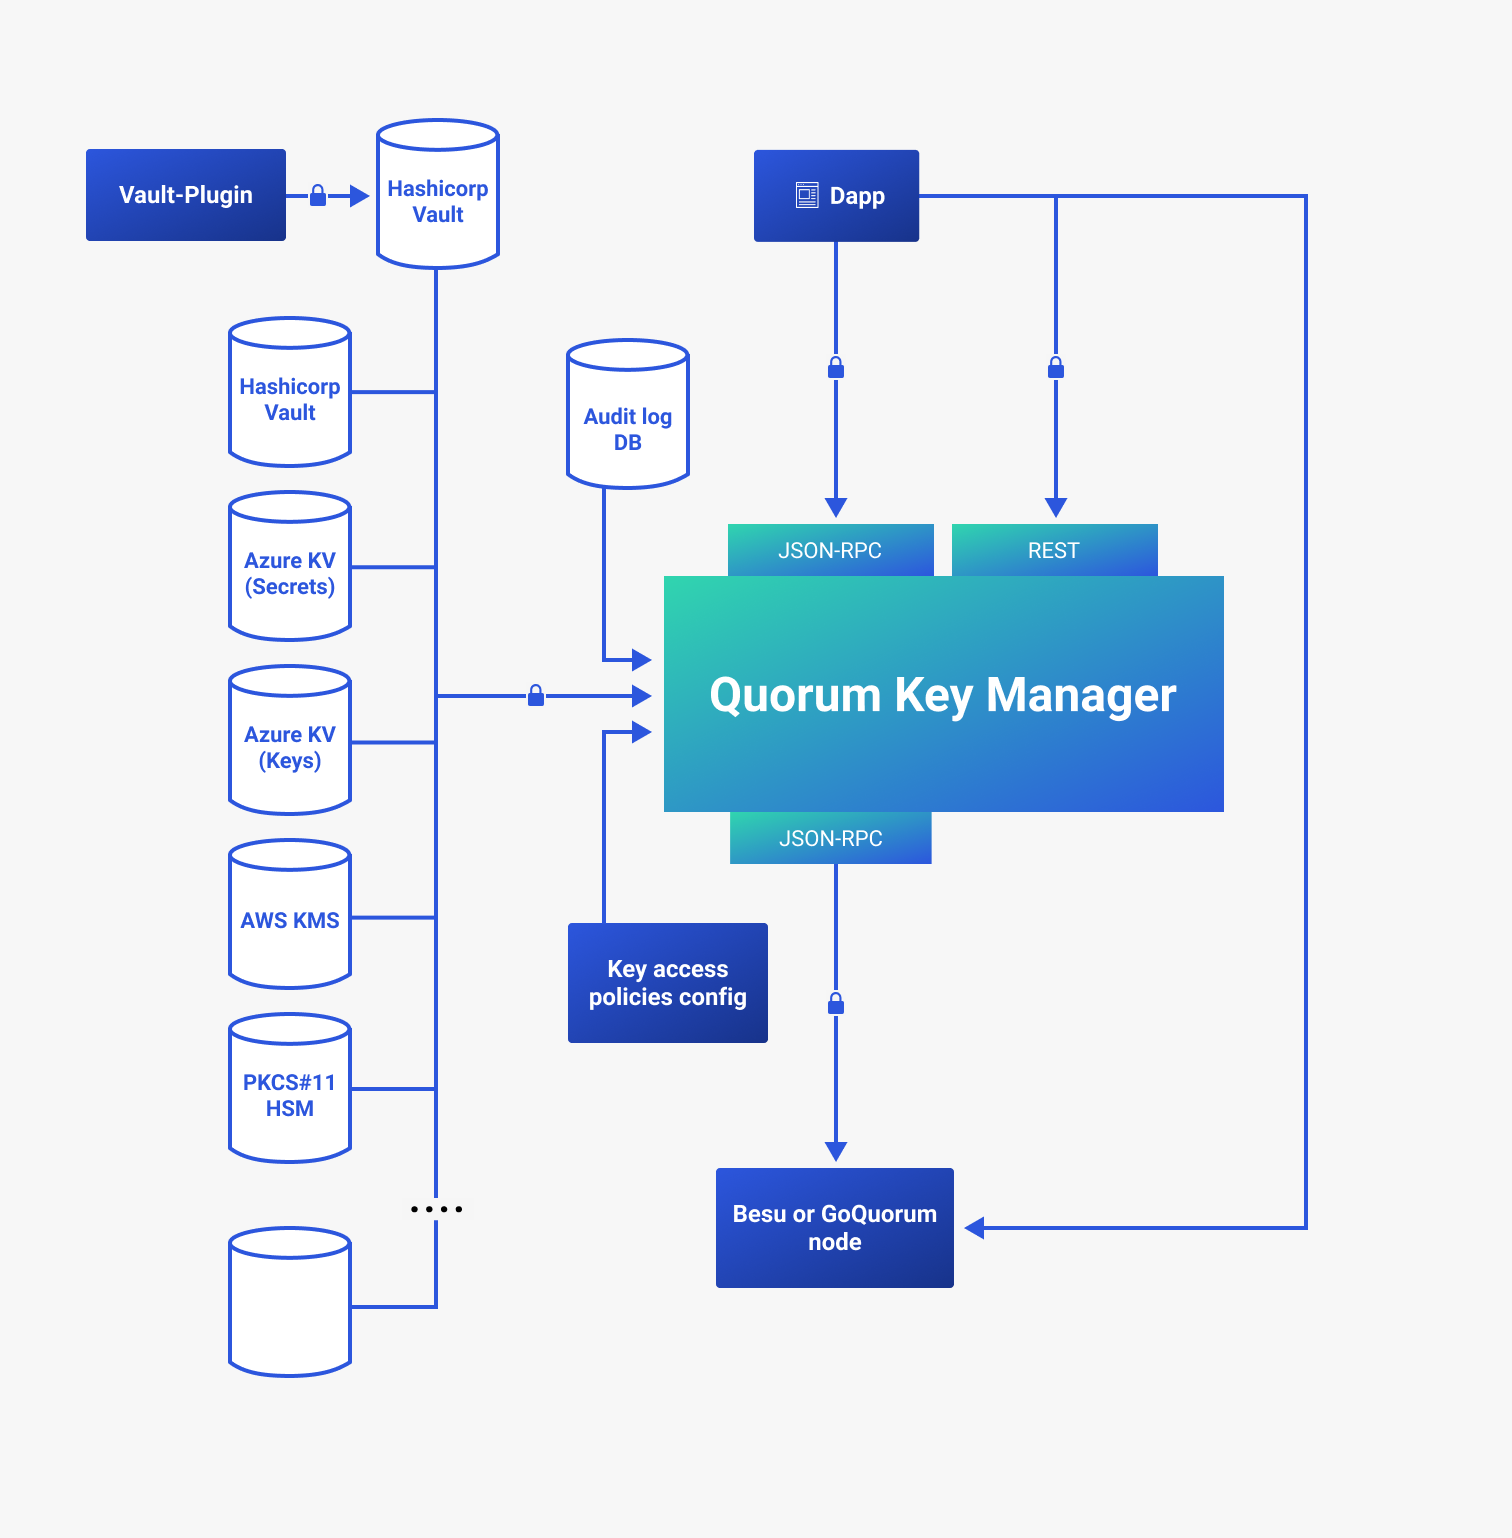 Vault-Plugin
Hashicorp
Vault
Dapp
Hashicorp
Vault
Audit log
DB
Azure KV
(Secrets)
JSON-RPC
REST
Quorum Key Manager
Azure KV
(Keys)
JSON-RPC
AWS KMS
Key access
policies config
PKCS#11
HSM
....
Besu or GoQuorum
node